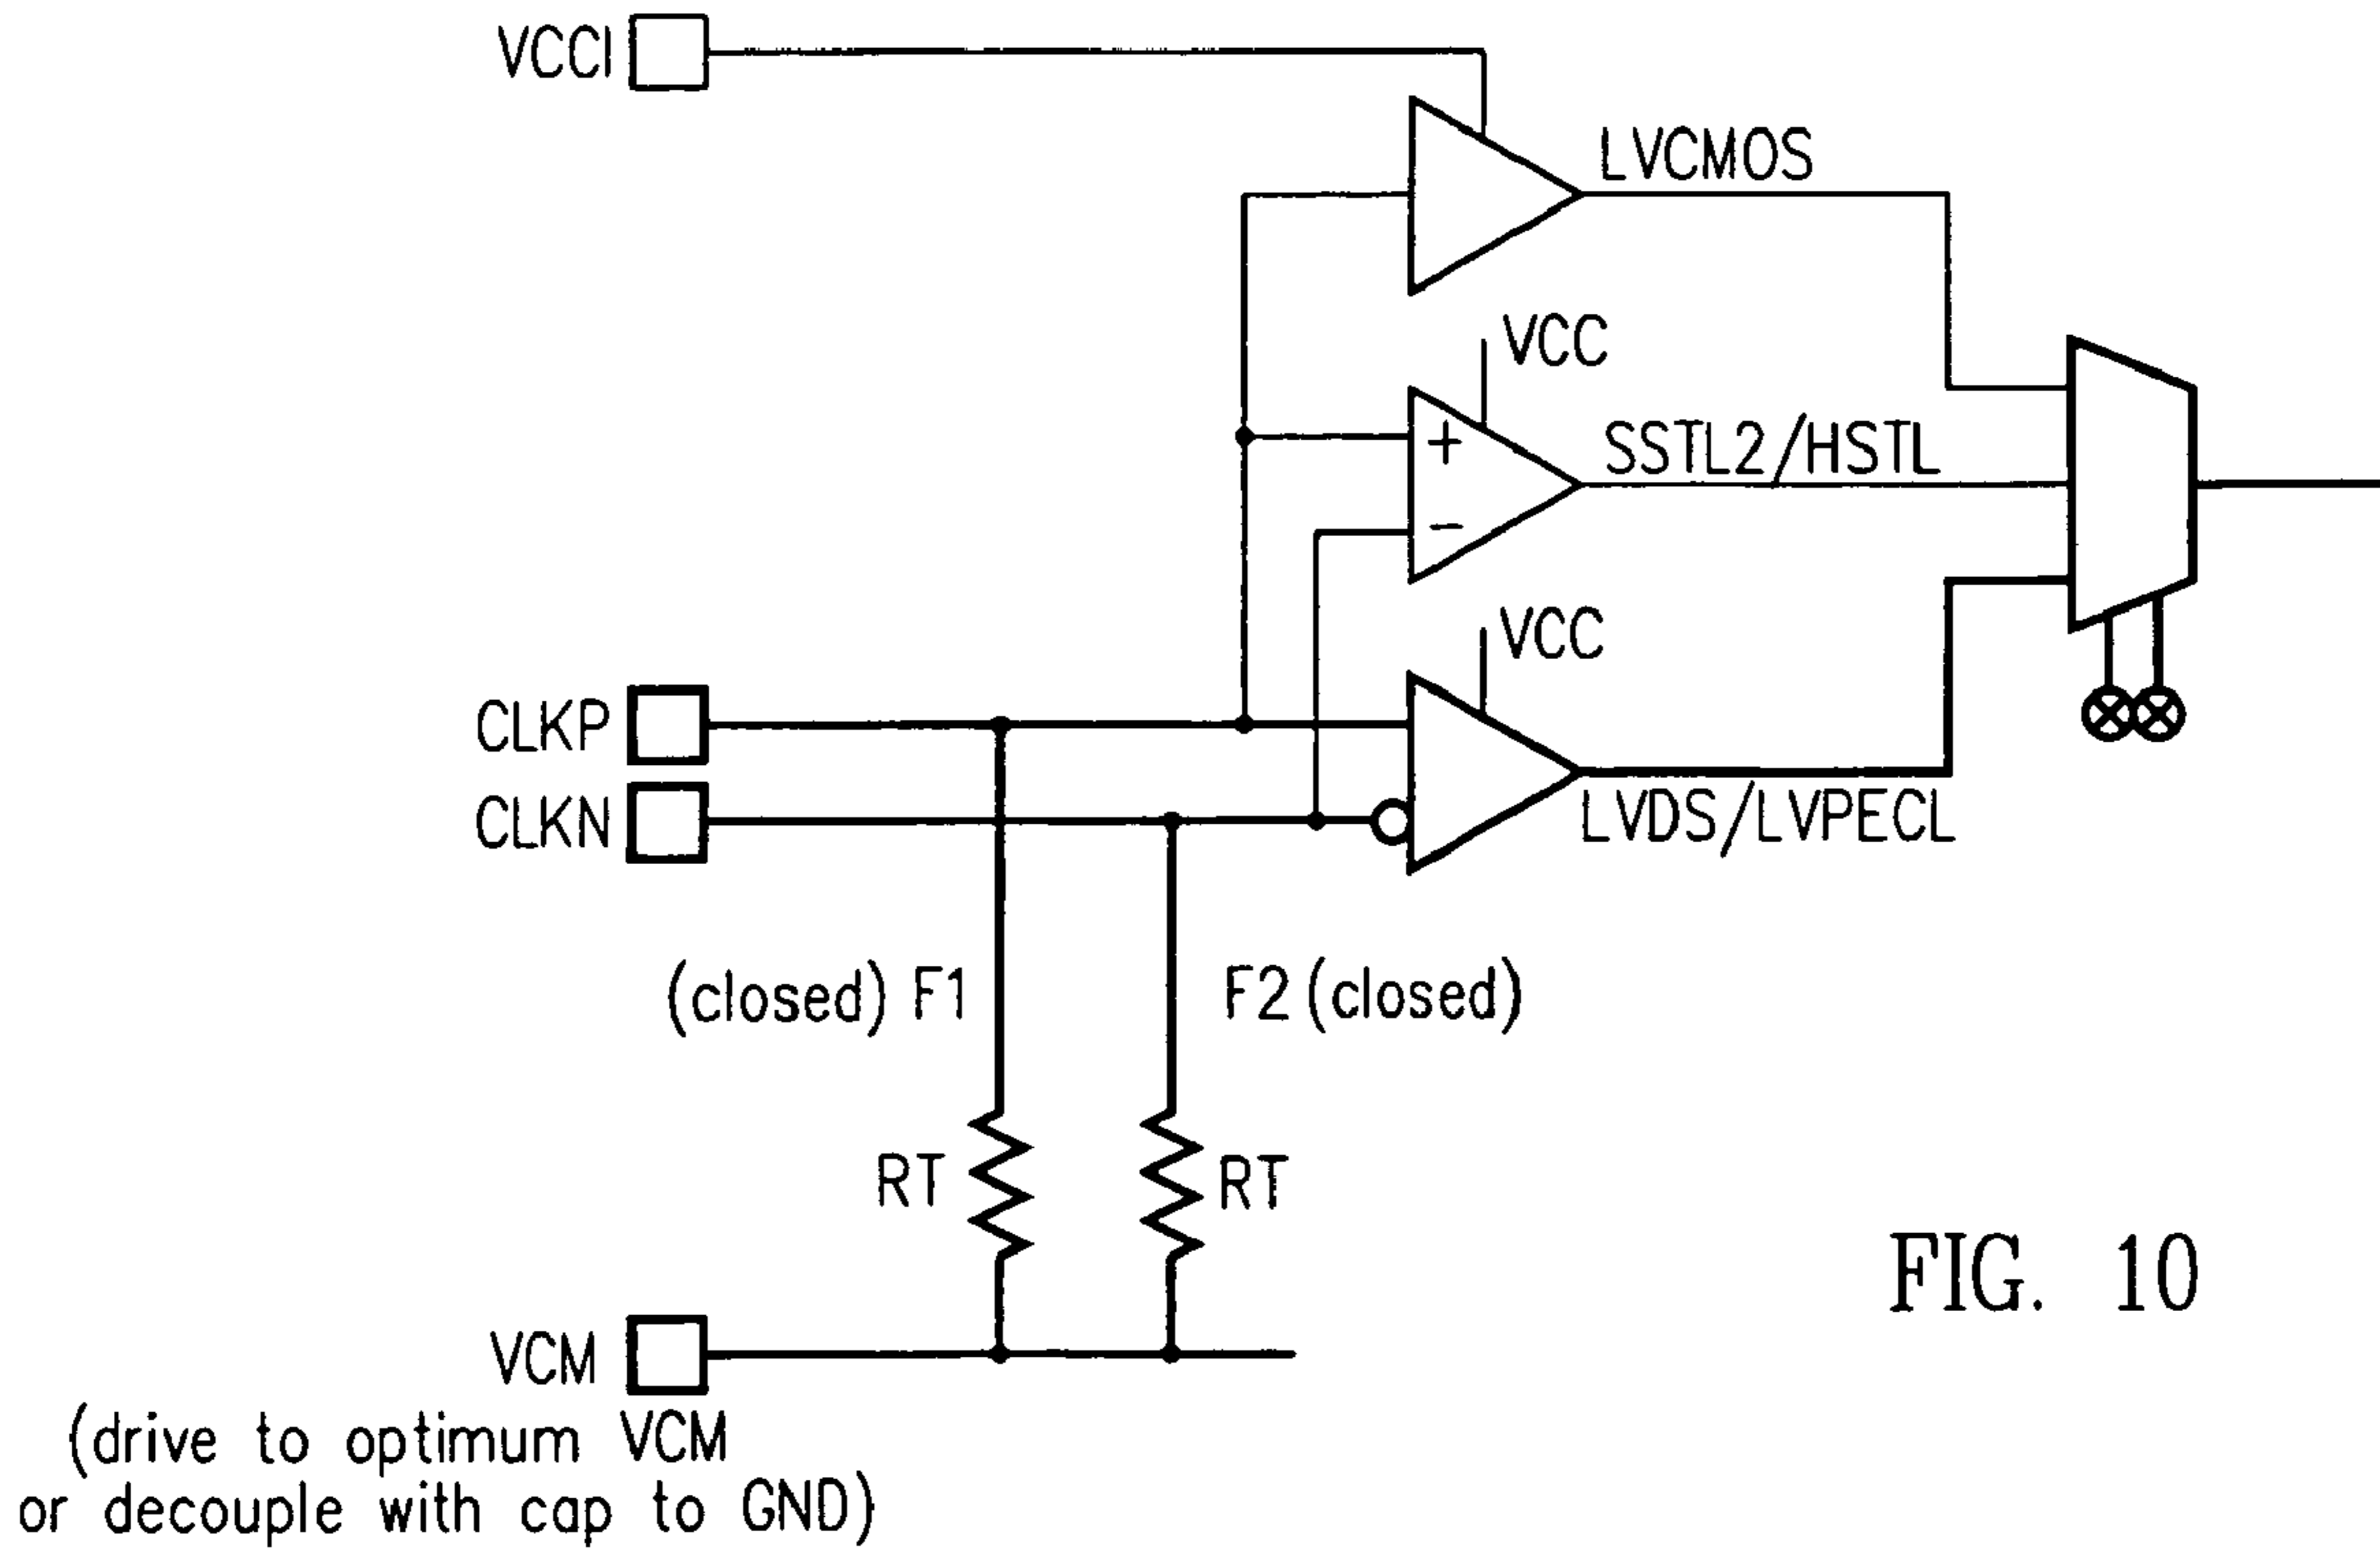 VCCI
LVCMOS
VCC
+
SSTL2/HSTL
−
VCC
CLKP
CLKN
LVDS/LVPECL
(closed) F1
F2 (closed)
RT
RT
FIG. 10
VCM
(drive to optimum VCM
or decouple with cap to GND)